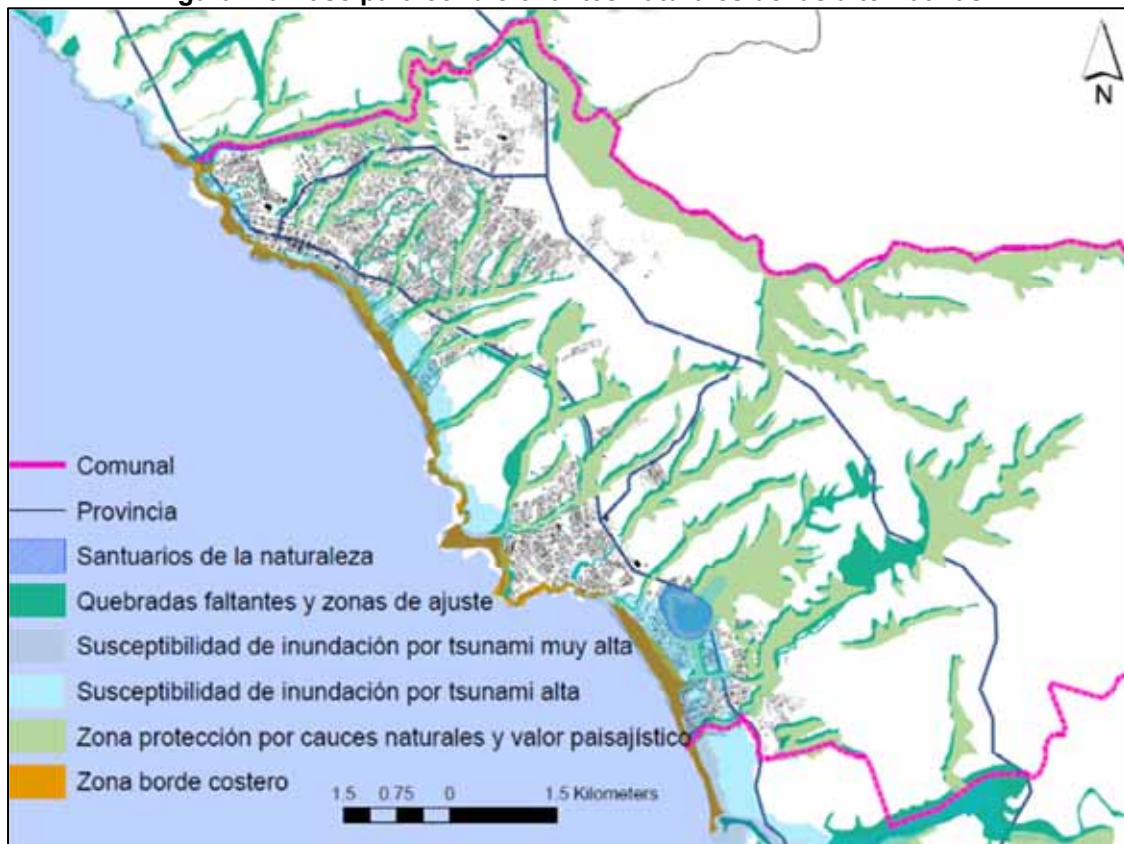 N
Comunal
Provincia
Santuarios de la naturaleza
Quebradas faltantes y zonas de ajuste
Susceptibilidad de inundación por tsunami muy alta
Susceptibilidad de inundación por tsunami alta
Zona protección por cauces naturales y valor paisajístico
Zona borde costero
1.5 0.75 0 1.5 Kilometers